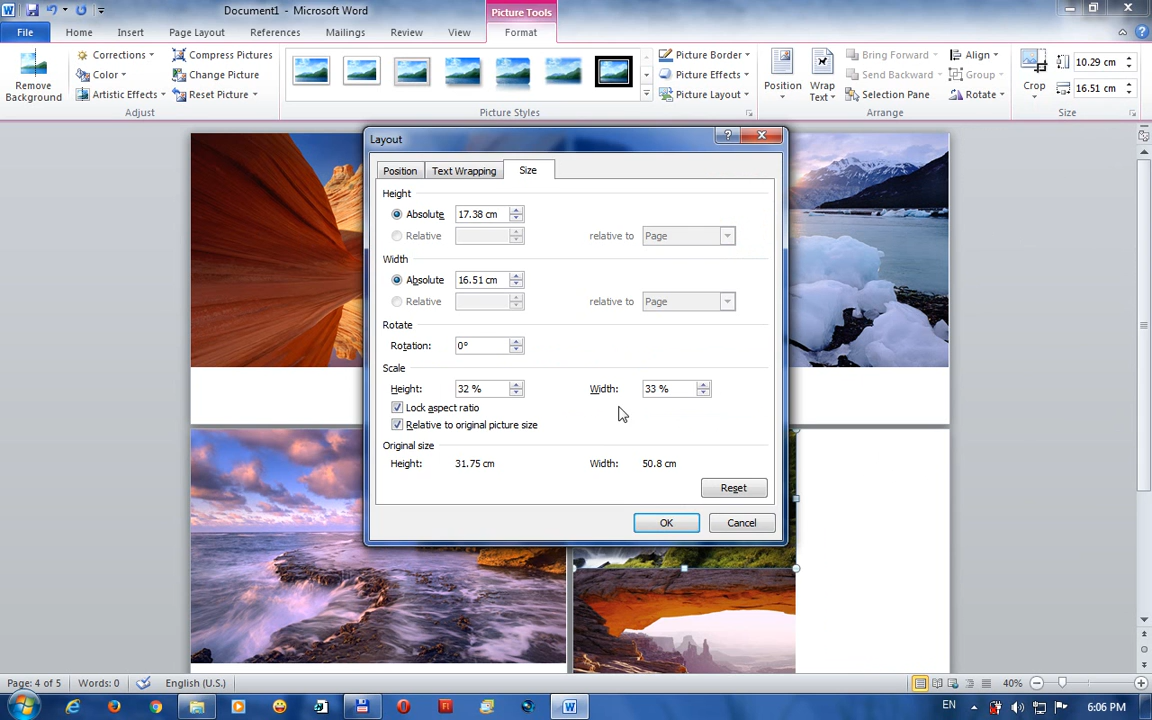 Document1 - Microsoft Word
Picture Tools
File Home Insert Page Layout References Mailings Review View Format
Remove Background
Corrections
Color
Artistic Effects
Compress Pictures
Change Picture
Reset Picture
Adjust
Picture Styles
Picture Border
Picture Effects
Picture Layout
Position
Wrap Text
Bring Forward
Send Backward
Selection Pane
Align
Group
Rotate
Arrange
Crop
10.29 cm
16.51 cm
Size
Layout
Position Text Wrapping Size
Height
Absolute 17.38 cm
Relative relative to Page
Width
Absolute 16.51 cm
Relative relative to Page
Rotate
Rotation: 0°
Scale
Height: 32 % Width: 33 %
Lock aspect ratio
Relative to original picture size
Original size
Height: 31.75 cm Width: 50.8 cm
Reset
OK Cancel
Page: 4 of 5 Words: 0 English (U.S.) 40%
EN 6:06 PM